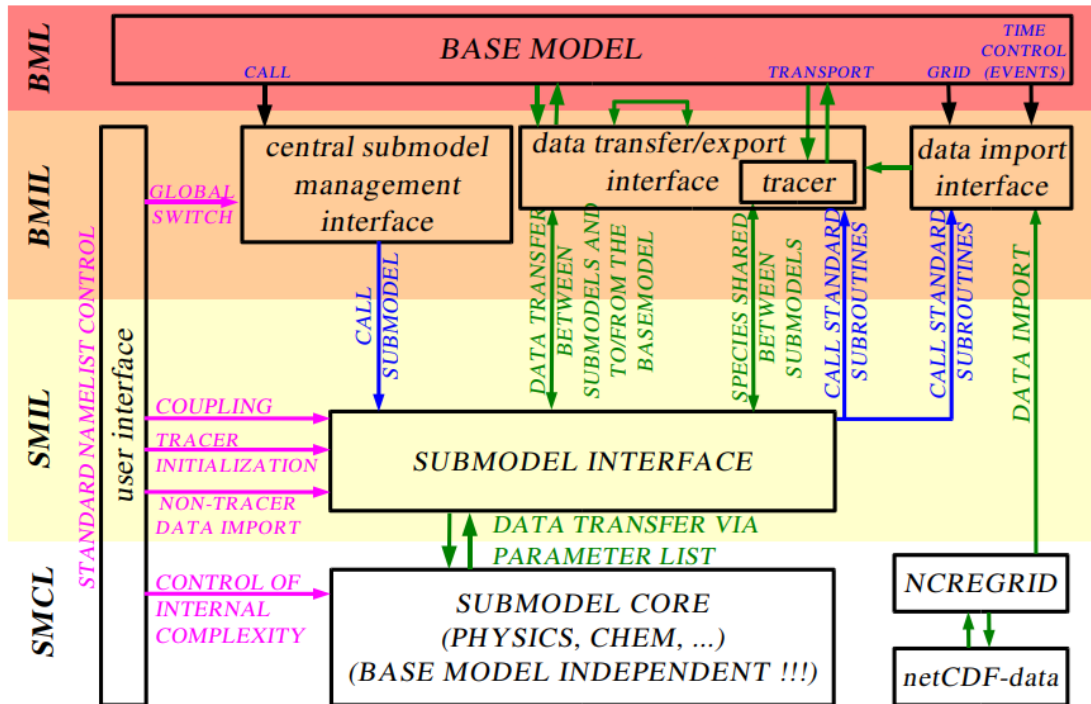 BML
BASE MODEL
CALL
TRANSPORT
GRID
TIME
CONTROL
(EVENTS)
BMIL
central submodel
management
interface
data transfer/export
interface
tracer
data import
interface
GLOBAL
SWITCH
CALL
SUBMODEL
DATA TRANSFER
BETWEEN
SUBMODELS AND
TO/FROM THE
BASEMODEL
SPECIES SHARED
BETWEEN
SUBMODELS
CALL STANDARD
SUBROUTINES
CALL STANDARD
SUBROUTINES
DATA IMPORT
STANDARD NAMELIST CONTROL
user interface
SMIL
COUPLING
TRACER
INITIALIZATION
NON-TRACER
DATA IMPORT
SUBMODEL INTERFACE
DATA TRANSFER VIA
PARAMETER LIST
SMCL
CONTROL OF
INTERNAL
COMPLEXITY
SUBMODEL CORE
(PHYSICS, CHEM, ...)
(BASE MODEL INDEPENDENT !!!)
NCREGRID
netCDF-data